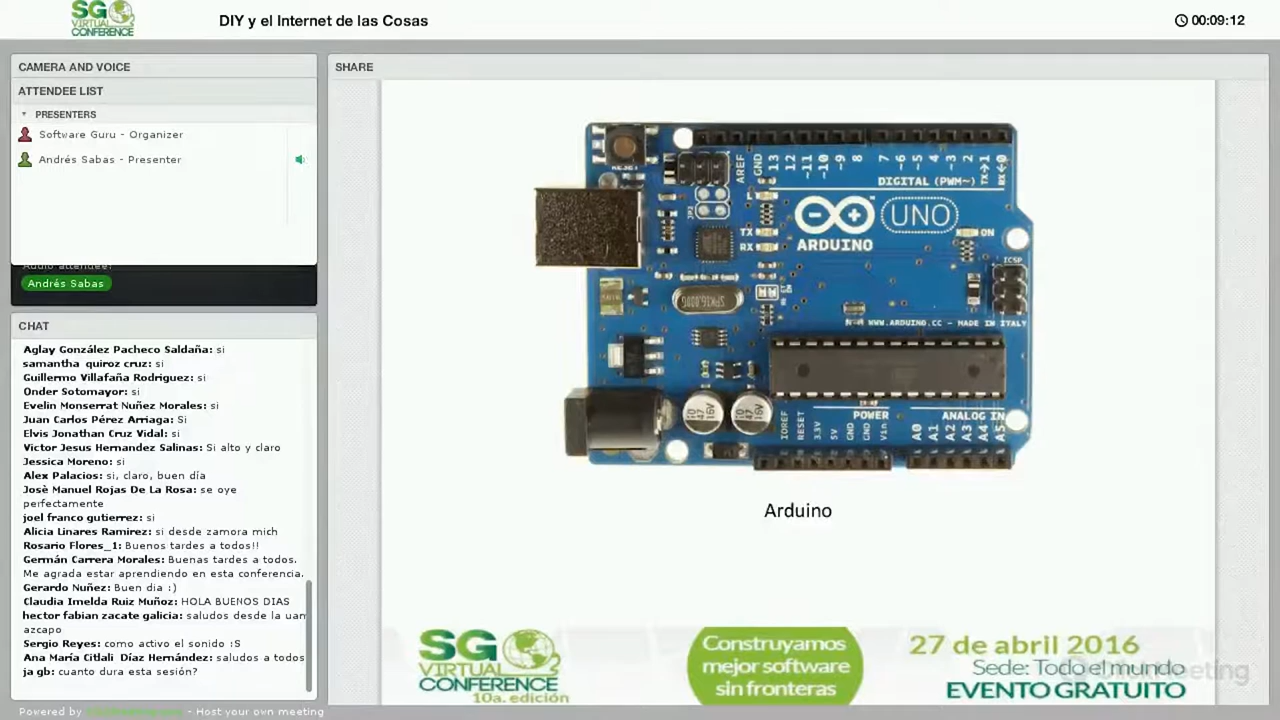 SG
VIRTUAL
CONFERENCE
DIY y el Internet de las Cosas
00:09:12
CAMERA AND VOICE
ATTENDEE LIST
PRESENTERS
Software Guru - Organizer
Andrés Sabas - Presenter
Audio attendee:
Andrés Sabas
CHAT
Aglay González Pacheco Saldaña: si
samantha quiroz cruz: si
Guillermo Villafaña Rodriguez: si
Onder Sotomayor: si
Evelin Monserrat Nuñez Morales: si
Juan Carlos Pérez Arriaga: Si
Elvis Jonathan Cruz Vidal: si
Victor Jesus Hernandez Salinas: Si alto y claro
Jessica Moreno: si
Alex Palacios: si, claro, buen día
Josè Manuel Rojas De La Rosa: se oye
perfectamente
joel franco gutierrez: si
Alicia Linares Ramirez: si desde zamora mich
Rosario Flores_1: Buenos tardes a todos!!
Germán Carrera Morales: Buenas tardes a todos.
Me agrada estar aprendiendo en esta conferencia.
Gerardo Nuñez: Buen dia :)
Claudia Imelda Ruiz Muñoz: HOLA BUENOS DIAS
hector fabian zacate galicia: saludos desde la uam
azcapo
Sergio Reyes: como activo el sonido :S
Ana María Citlali Díaz Hernández: saludos a todos
ja gb: cuanto dura esta sesión?
Powered by - Host your own meeting
SHARE
RESET
AREF
GND
13
12
~11
~10
~9
8
7
~6
~5
4
~3
2
TX→1
RX←0
DIGITAL (PWM~)
L
TX
RX
ARDUINO
UNO
ON
ICSP
WWW.ARDUINO.CC - MADE IN ITALY
POWER
ANALOG IN
IOREF
RESET
3.3V
5V
GND
GND
Vin
A0
A1
A2
A3
A4
A5
47
16V
47
16V
Arduino
SG
VIRTUAL
CONFERENCE
10a. edición
Construyamos
mejor software
sin fronteras
27 de abril 2016
Sede: Todo el mundo
EVENTO GRATUITO